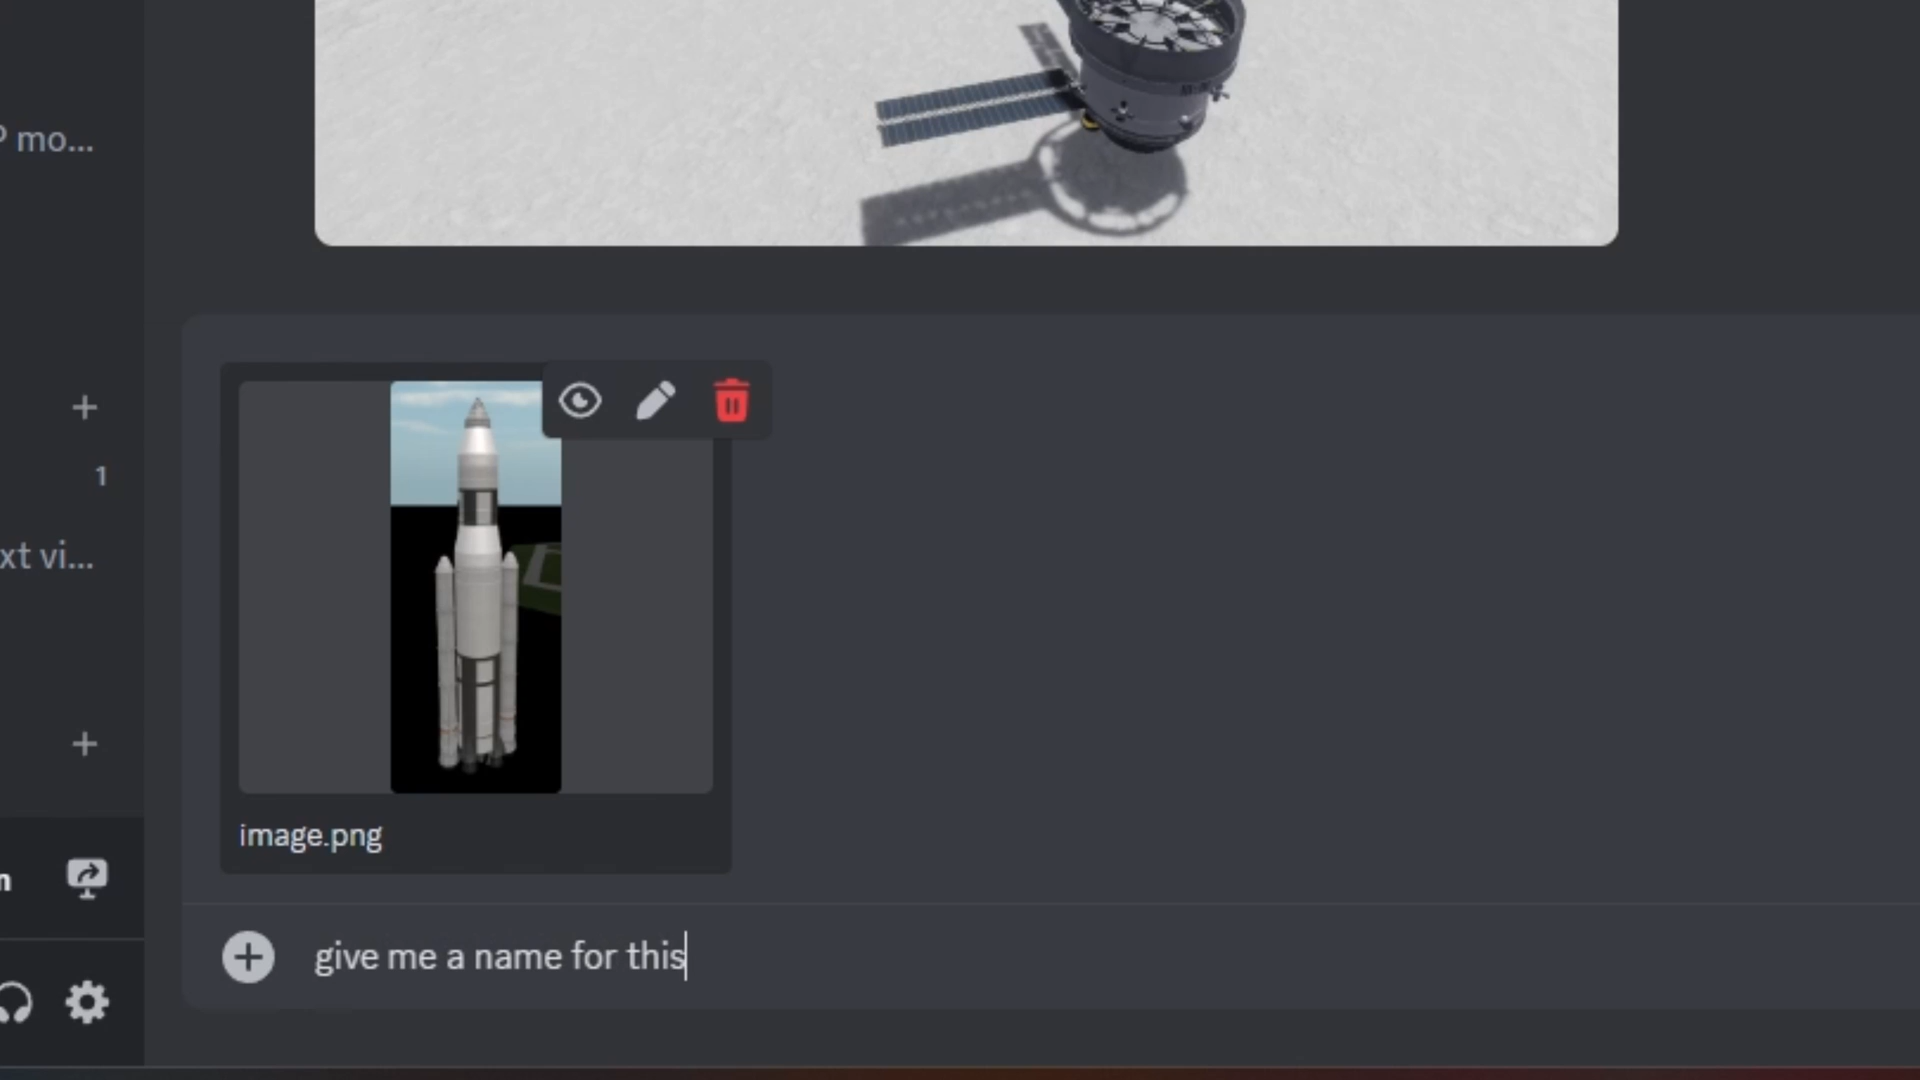 P mo...
1
xt vi...
image.png
n
give me a name for this